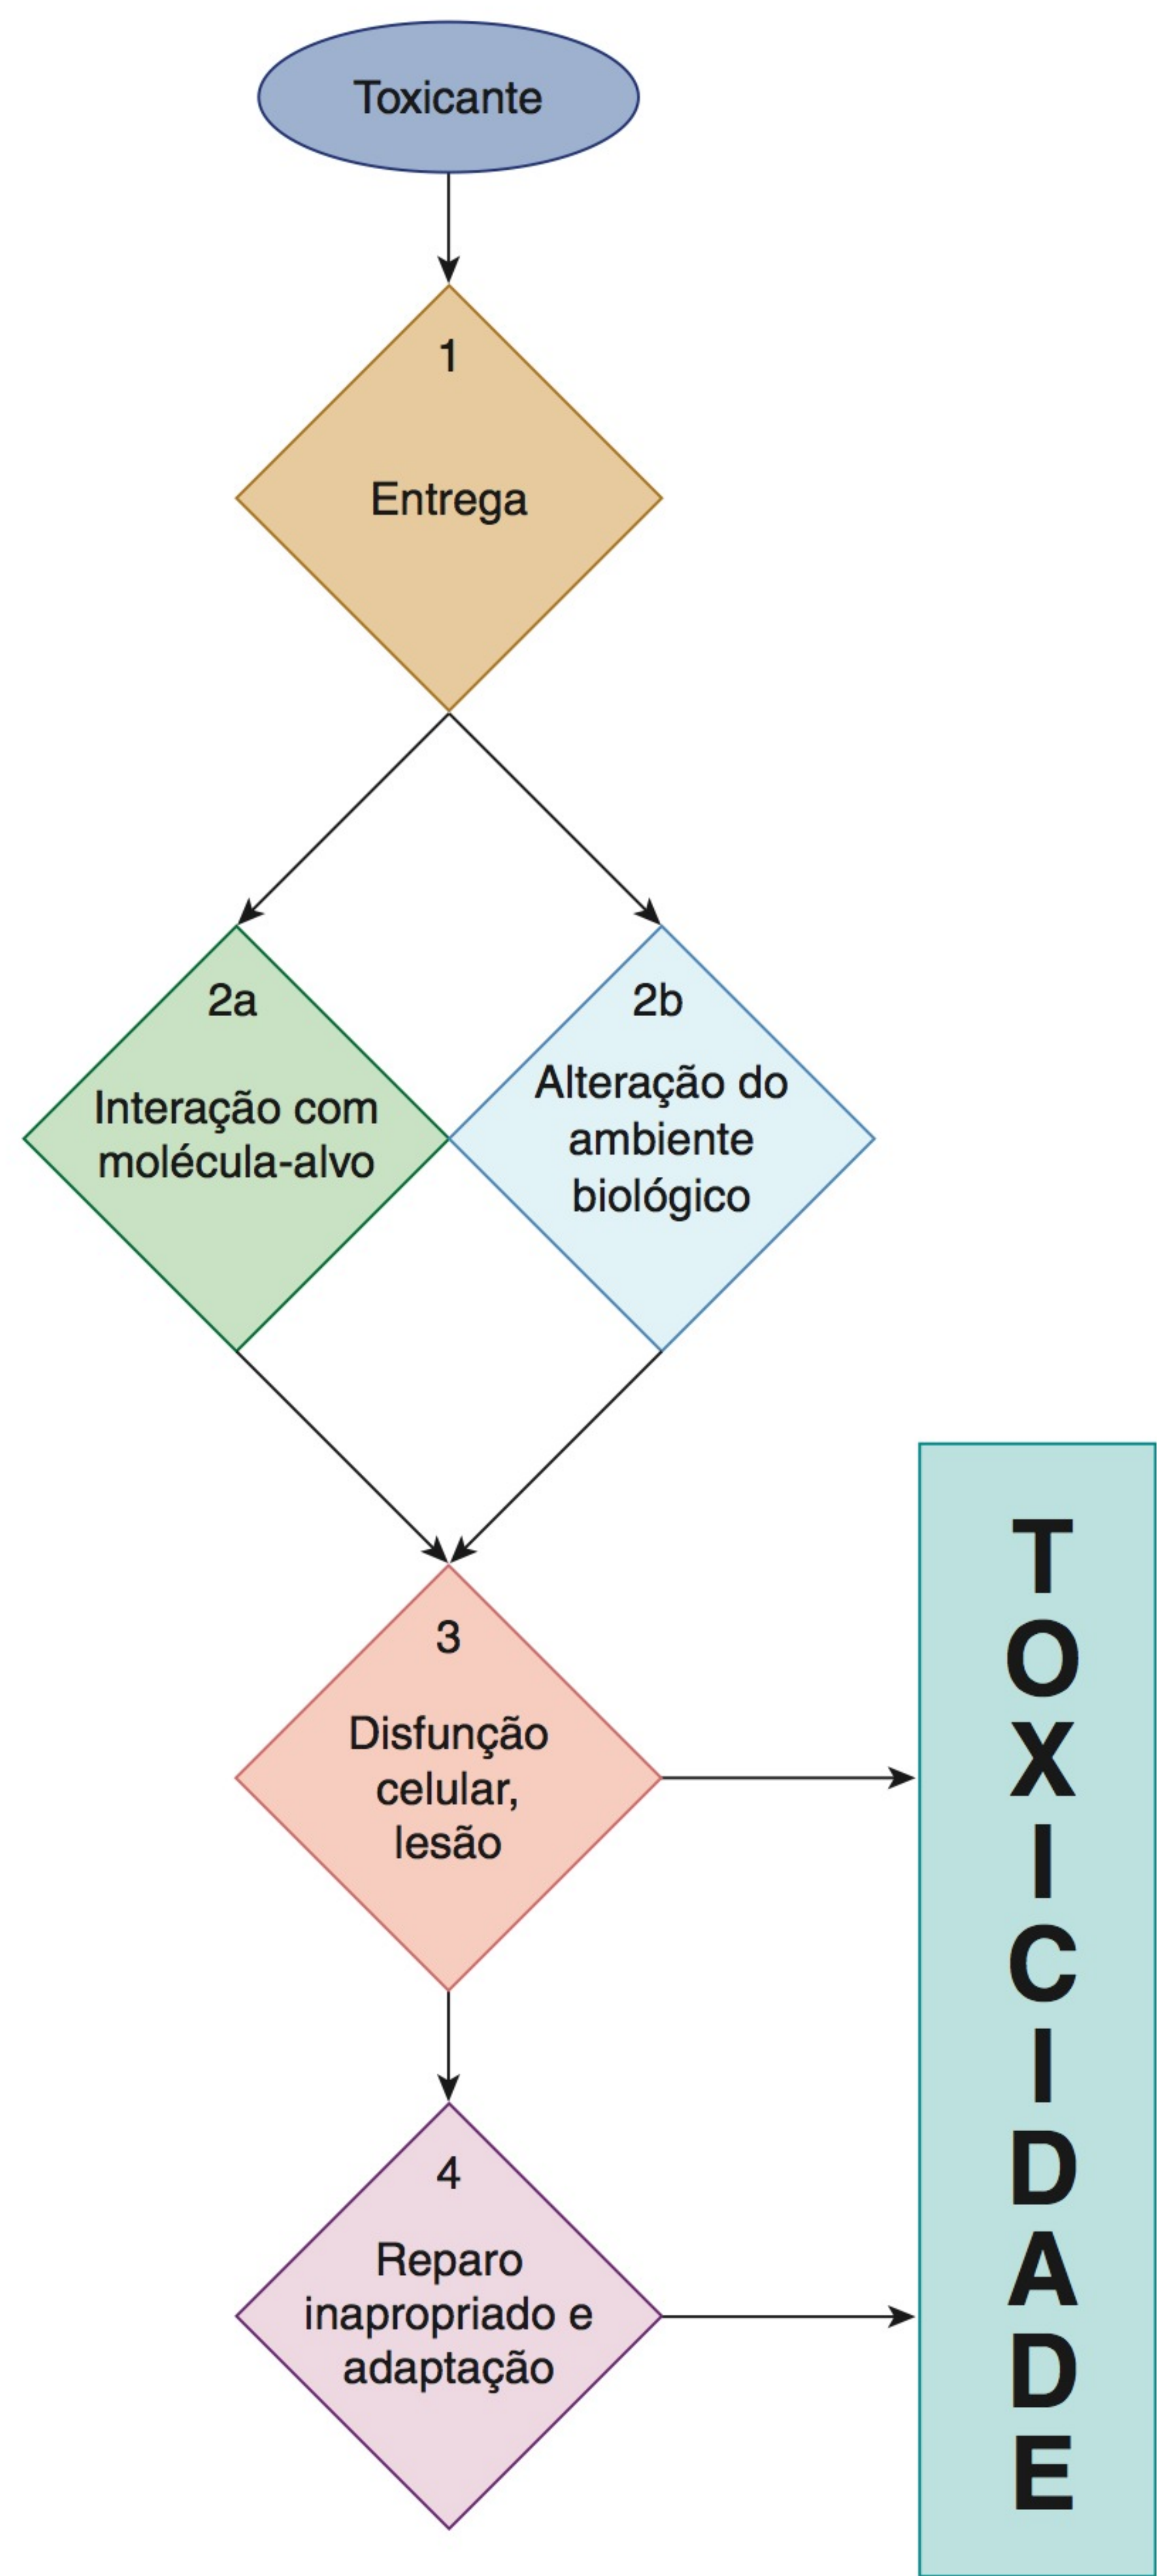 Toxicante
1
Entrega
2a
Interação com
molécula-alvo
2b
Alteração do
ambiente
biológico
3
Disfunção
celular,
lesão
4
Reparo
inapropriado e
adaptação
TOXICIDADE